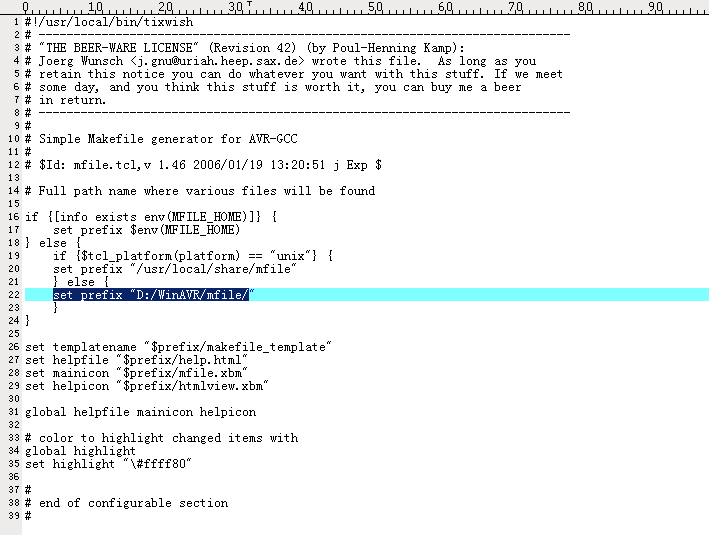 0 10 20 30 40 50 60 70 80 90
1 #!/usr/local/bin/tixwish
2 # ----------------------------------------------------------------------------
3 # "THE BEER-WARE LICENSE" (Revision 42) (by Poul-Henning Kamp):
4 # Joerg Wunsch <j.gnu@uriah.heep.sax.de> wrote this file.  As long as you
5 # retain this notice you can do whatever you want with this stuff. If we meet
6 # some day, and you think this stuff is worth it, you can buy me a beer
7 # in return.
8 # ----------------------------------------------------------------------------
9 #
10 # Simple Makefile generator for AVR-GCC
11 #
12 # $Id: mfile.tcl,v 1.46 2006/01/19 13:20:51 j Exp $
13
14 # Full path name where various files will be found
15
16 if {[info exists env(MFILE_HOME)]} {
17     set prefix $env(MFILE_HOME)
18 } else {
19     if {$tcl_platform(platform) == "unix"} {
20     set prefix "/usr/local/share/mfile"
21     } else {
22     set prefix "D:/WinAVR/mfile/"
23     }
24 }
25
26 set templatename "$prefix/makefile_template"
27 set helpfile "$prefix/help.html"
28 set mainicon "$prefix/mfile.xbm"
29 set helpicon "$prefix/htmlview.xbm"
30
31 global helpfile mainicon helpicon
32
33 # color to highlight changed items with
34 global highlight
35 set highlight "\#ffff80"
36
37 #
38 # end of configurable section
39 #